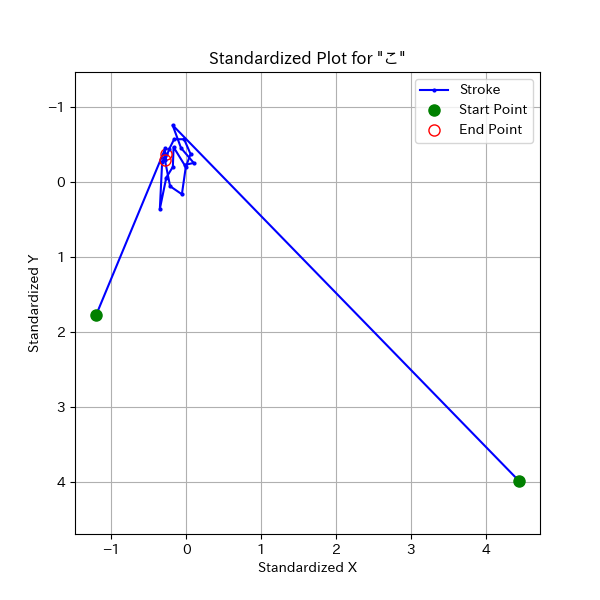 Standardized Plot for "こ"
Stroke
Start Point
End Point
−1
0
1
2
3
4
Standardized Y
−1 0 1 2 3 4
Standardized X